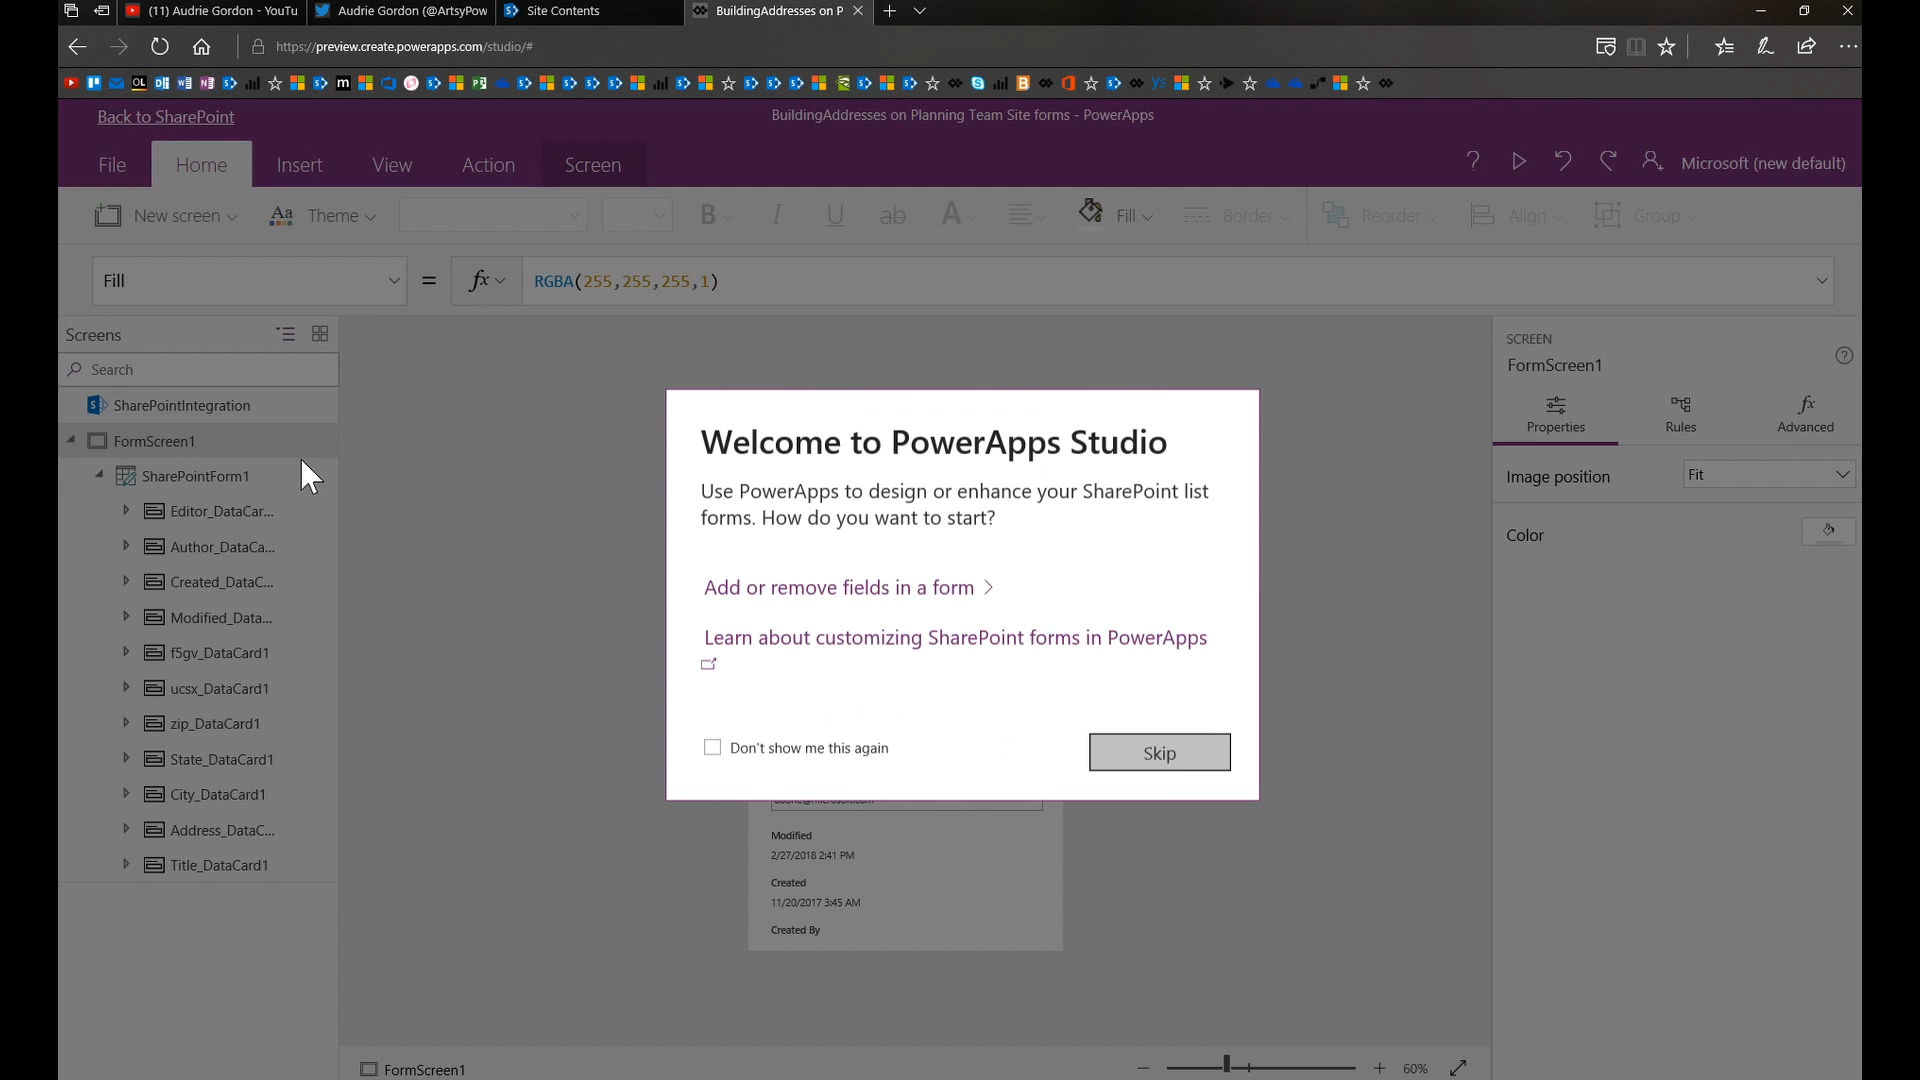 (11) Audrie Gordon - YouTu
Audrie Gordon (@ArtsyPow
Site Contents
BuildingAddresses on P
https://preview.create.powerapps.com/studio/#
Back to SharePoint
BuildingAddresses on Planning Team Site forms - PowerApps
File
Home
Insert
View
Action
Screen
Microsoft (new default)
New screen
Theme
Fill
Border
Reorder
Align
Group
Fill
=
fx
RGBA(255,255,255,1)
Screens
Search
SharePointIntegration
FormScreen1
SharePointForm1
Editor_DataCar...
Author_DataCa...
Created_DataC...
Modified_Data...
f5gv_DataCard1
ucsx_DataCard1
zip_DataCard1
State_DataCard1
City_DataCard1
Address_DataC...
Title_DataCard1
Welcome to PowerApps Studio
Use PowerApps to design or enhance your SharePoint list
forms. How do you want to start?
Add or remove fields in a form
Learn about customizing SharePoint forms in PowerApps
Don't show me this again
Skip
Modified
2/27/2018 2:41 PM
Created
11/20/2017 3:45 AM
Created By
SCREEN
FormScreen1
Properties
Rules
Advanced
Image position
Fit
Color
FormScreen1
60%